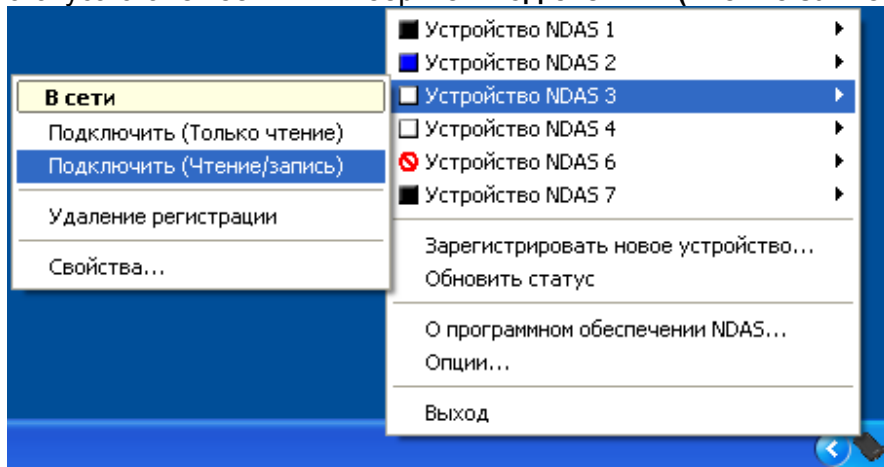 Устройство NDAS 1
Устройство NDAS 2
Устройство NDAS 3
Устройство NDAS 4
Устройство NDAS 6
Устройство NDAS 7
Зарегистрировать новое устройство...
Обновить статус
О программном обеспечении NDAS...
Опции...
Выход
В сети
Подключить (Только чтение)
Подключить (Чтение/запись)
Удаление регистрации
Свойства...